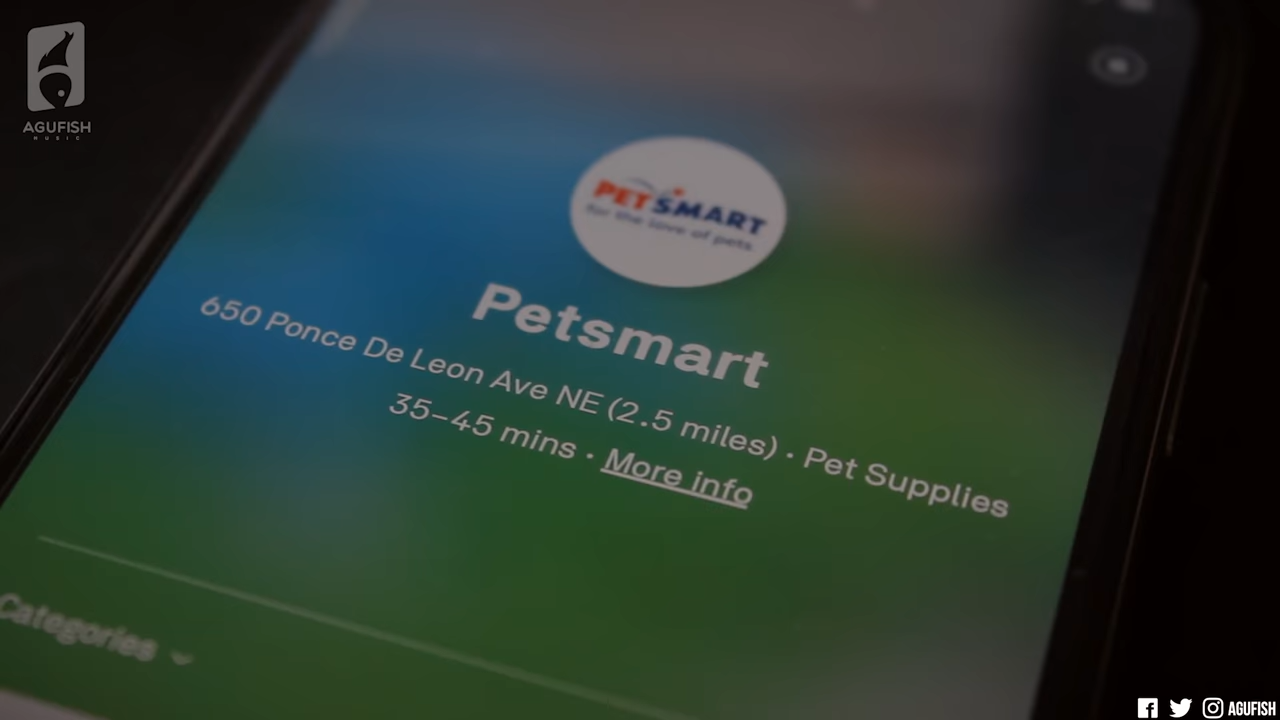 AGUFISH
MUSIC
PETSMART
for the love of pets
Petsmart
650 Ponce De Leon Ave NE (2.5 miles) · Pet Supplies
35–45 mins · More info
Categories
AGUFISH